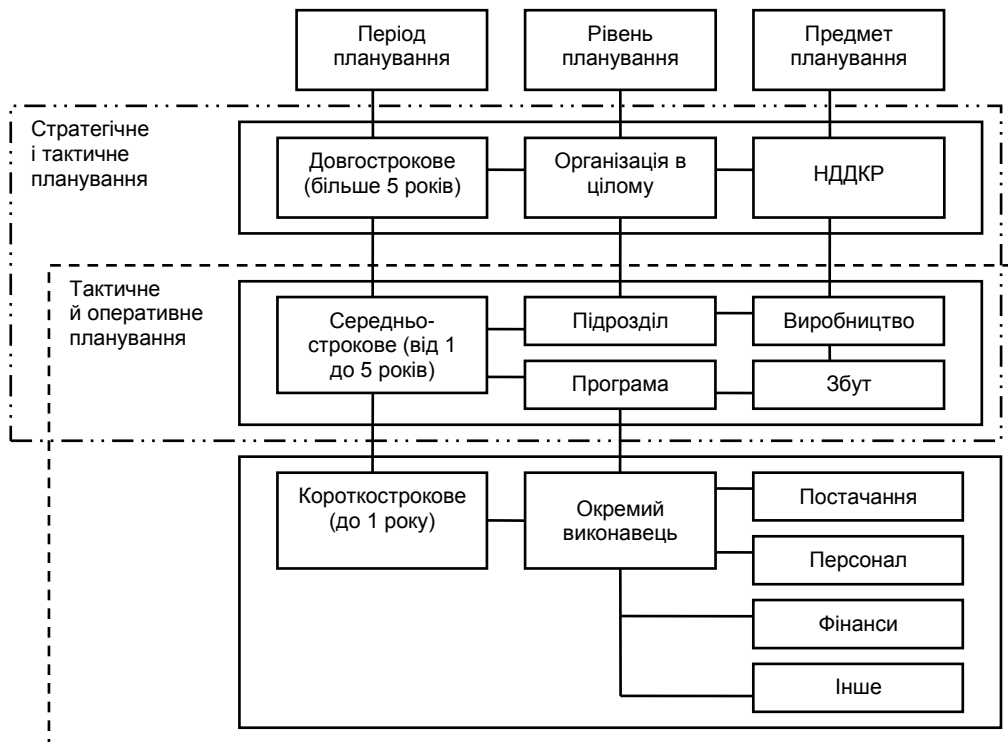 Період
планування
Рівень
планування
Предмет
планування
Стратегічне
і тактичне
планування
Довгострокове
(більше 5 років)
Організація в
цілому
НДДКР
Тактичне
й оперативне
планування
Середньо-
строкове (від 1
до 5 років)
Підрозділ
Виробництво
Програма
Збут
Короткострокове
(до 1 року)
Окремий
виконавець
Постачання
Персонал
Фінанси
Інше